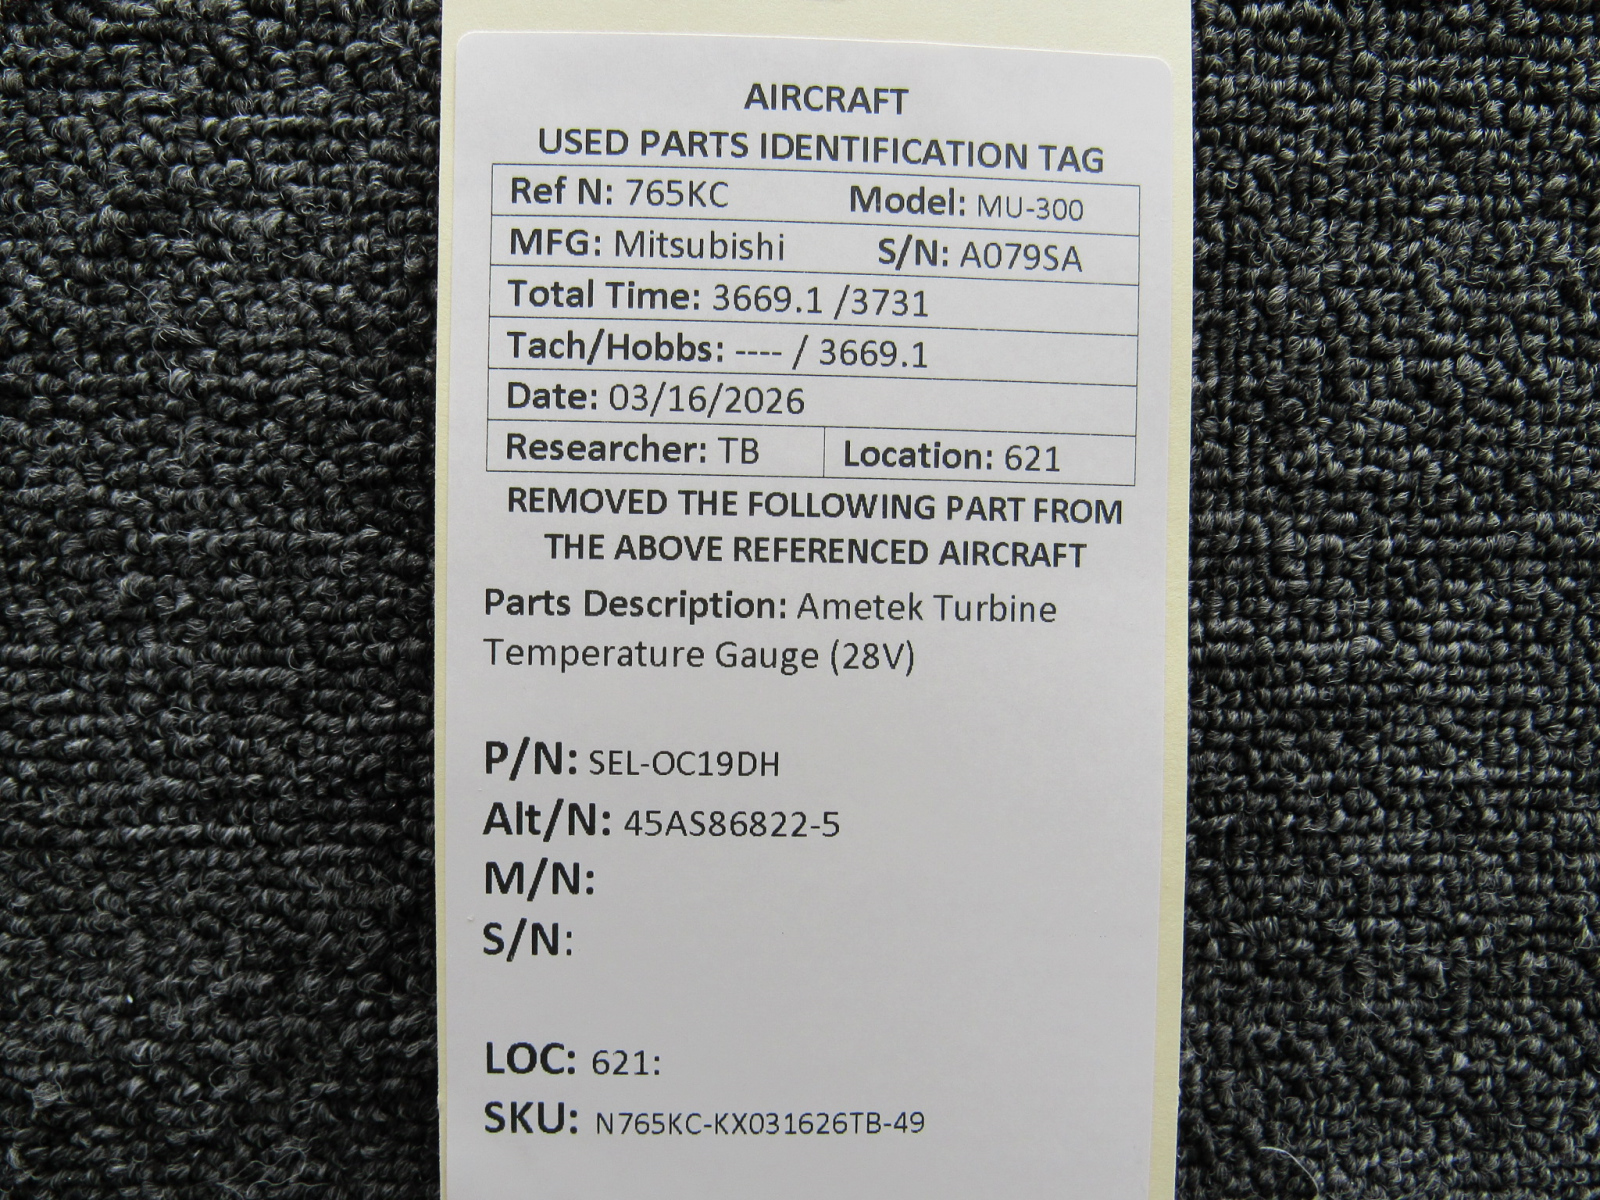 AIRCRAFT
USED PARTS IDENTIFICATION TAG
Ref N: 765KC Model: MU-300
MFG: Mitsubishi S/N: A079SA
Total Time: 3669.1 /3731
Tach/Hobbs: ---- / 3669.1
Date: 03/16/2026
Researcher: TB Location: 621
REMOVED THE FOLLOWING PART FROM
THE ABOVE REFERENCED AIRCRAFT
Parts Description: Ametek Turbine
Temperature Gauge (28V)
P/N: SEL-OC19DH
Alt/N: 45AS86822-5
M/N:
S/N:
LOC: 621:
SKU: N765KC-KX031626TB-49